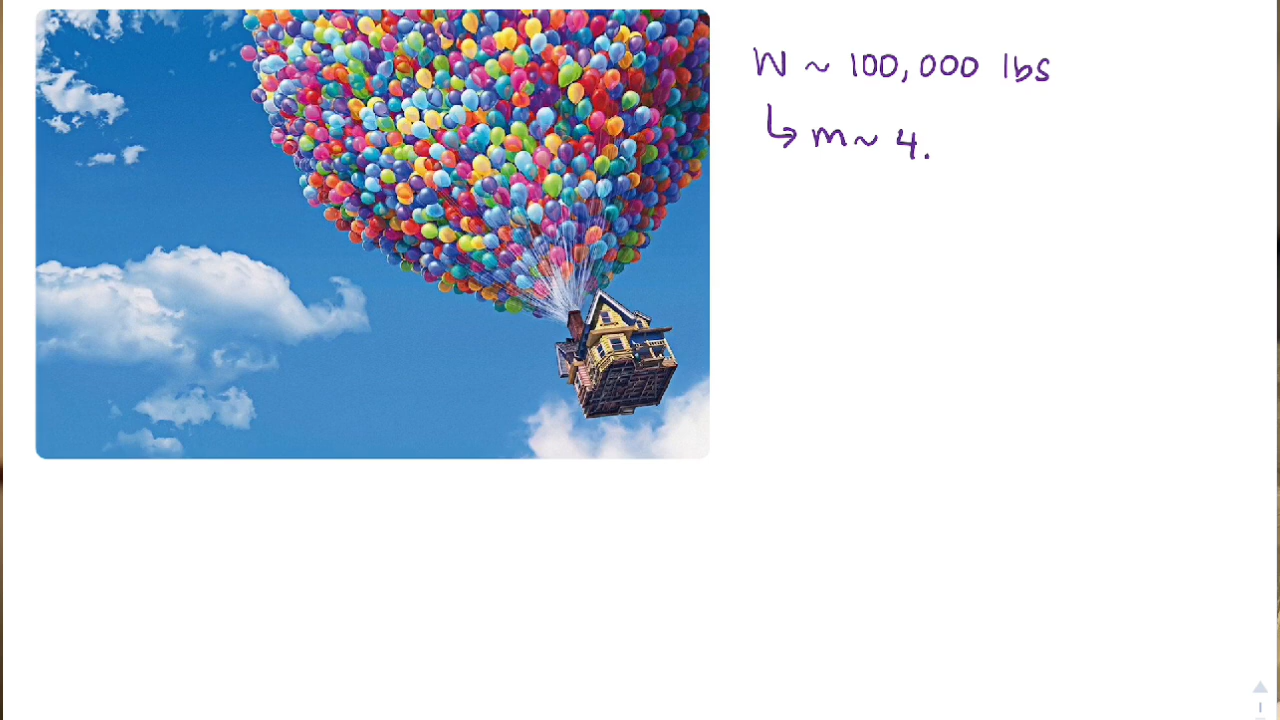 W ~ 100,000 lbs
↳ m ~ 4.